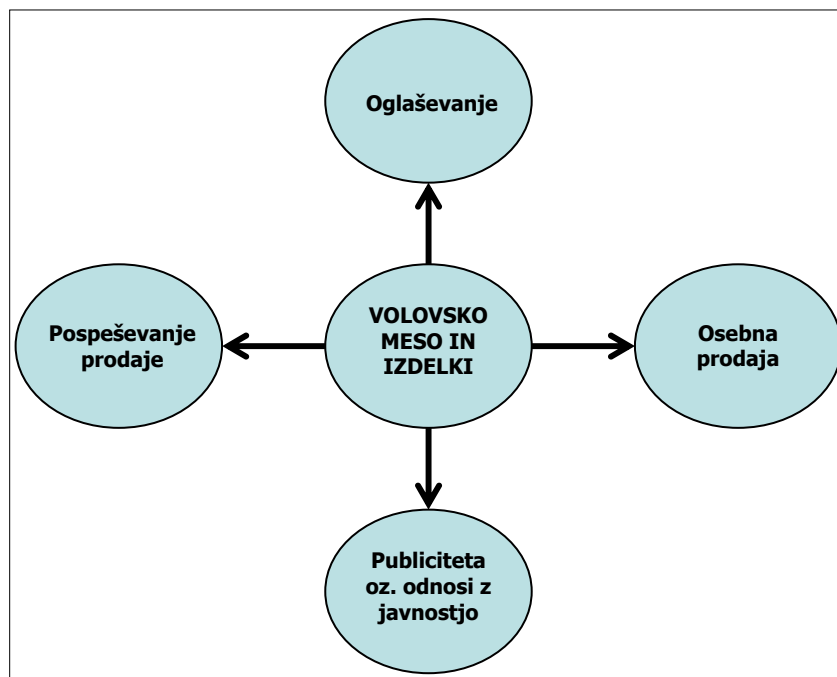 Oglaševanje
Pospeševanje
prodaje
VOLOVSKO
MESO IN
IZDELKI
Osebna
prodaja
Publiciteta
oz. odnosi z
javnostjo